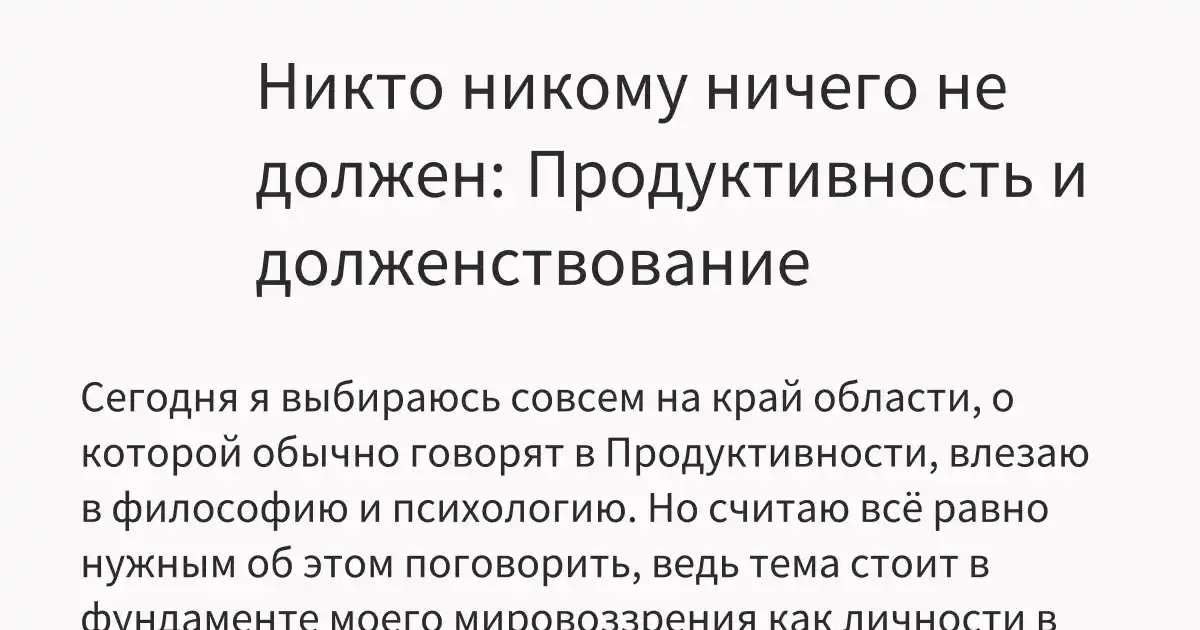 Никто никому ничего не
должен: Продуктивность и
долженствование
Сегодня я выбираюсь совсем на край области, о
которой обычно говорят в Продуктивности, влезаю
в философию и психологию. Но считаю всё равно
нужным об этом поговорить, ведь тема стоит в
фундаменте моего мировоззрения как личности в